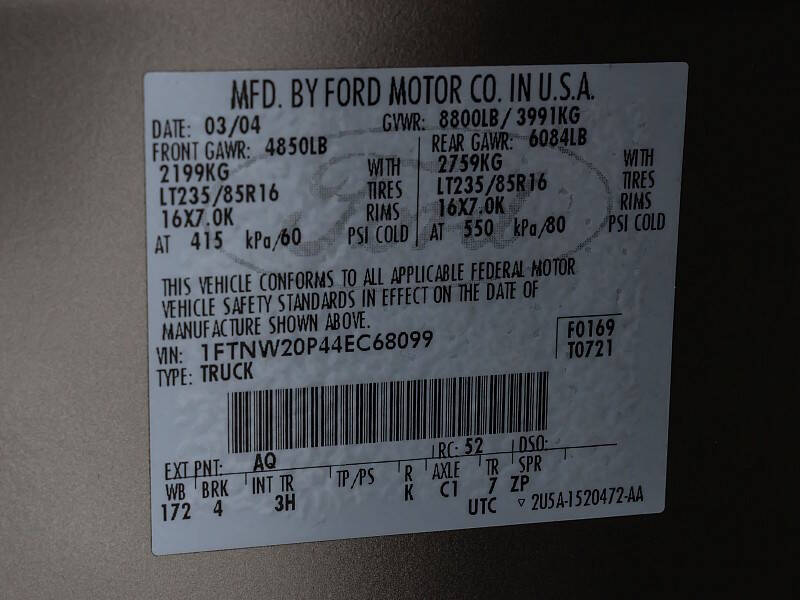 MFD. BY FORD MOTOR CO. IN U.S.A.
DATE: 03/04 GVWR: 8800LB/ 3991KG
FRONT GAWR: 4850LB REAR GAWR: 6084LB
2199KG WITH 2759KG WITH
LT235/85R16 TIRES LT235/85R16 TIRES
16X7.0K RIMS 16X7.0K RIMS
AT 415 kPa/60 PSI COLD AT 550 kPa/80 PSI COLD
Ford
THIS VEHICLE CONFORMS TO ALL APPLICABLE FEDERAL MOTOR
VEHICLE SAFETY STANDARDS IN EFFECT ON THE DATE OF
MANUFACTURE SHOWN ABOVE.
VIN: 1FTNW20P44EC68099 F0169
TYPE: TRUCK T0721
EXT PNT: AQ RC: 52 DSO:
WB BRK INT TR TP/PS R AXLE TR SPR
172 4 3H K C1 7 ZP
UTC ▽ 2U5A-1520472-AA